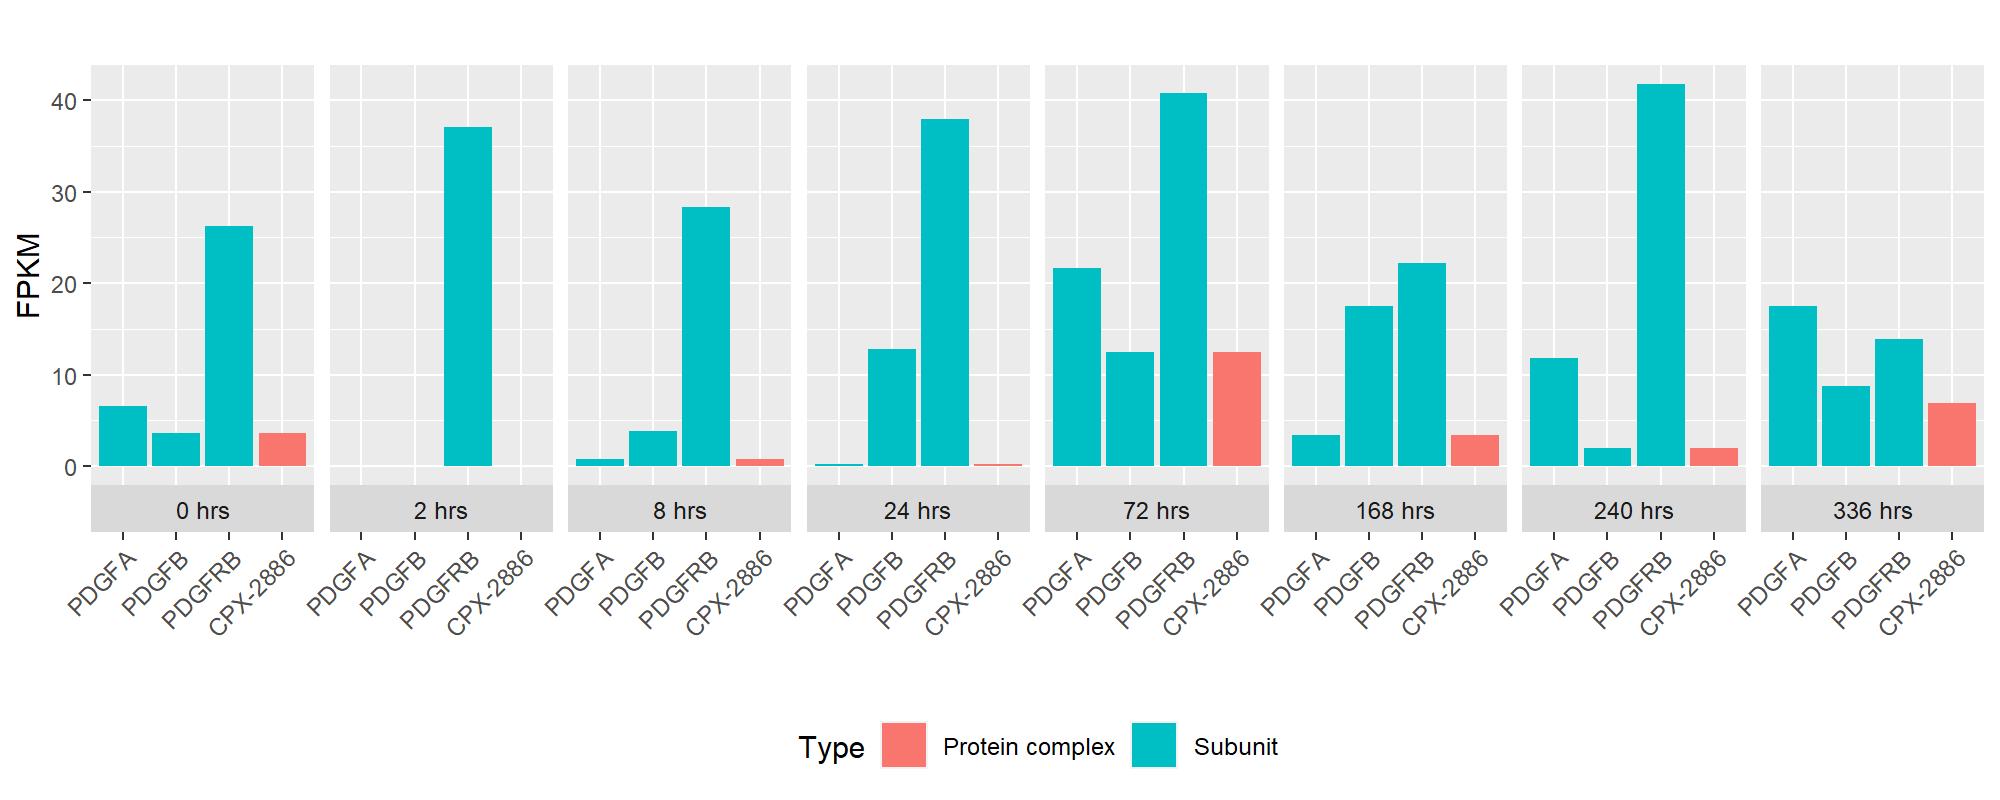 FPKM
40
30
20
10
0
0 hrs 2 hrs 8 hrs 24 hrs 72 hrs 168 hrs 240 hrs 336 hrs
PDGFA PDGFB PDGFRB CPX-2886 PDGFA PDGFB PDGFRB CPX-2886 PDGFA PDGFB PDGFRB CPX-2886 PDGFA PDGFB PDGFRB CPX-2886 PDGFA PDGFB PDGFRB CPX-2886 PDGFA PDGFB PDGFRB CPX-2886 PDGFA PDGFB PDGFRB CPX-2886 PDGFA PDGFB PDGFRB CPX-2886
Type Protein complex Subunit